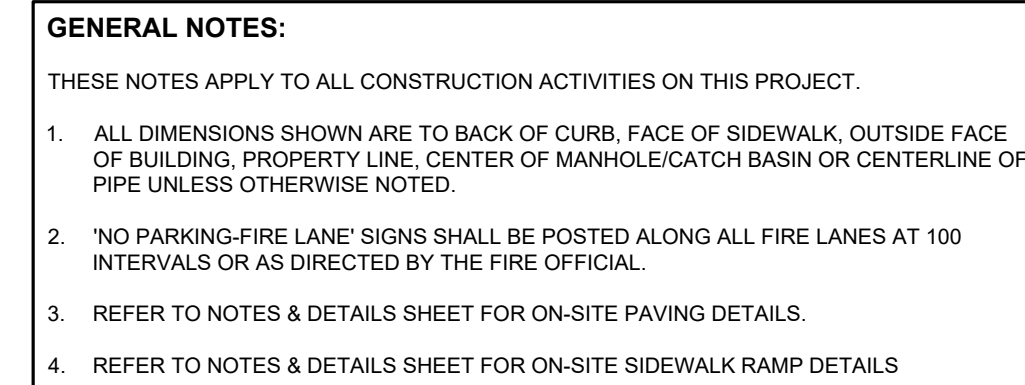 GENERAL NOTES:
THESE NOTES APPLY TO ALL CONSTRUCTION ACTIVITIES ON THIS PROJECT.
1. ALL DIMENSIONS SHOWN ARE TO BACK OF CURB, FACE OF SIDEWALK, OUTSIDE FACE
OF BUILDING, PROPERTY LINE, CENTER OF MANHOLE/CATCH BASIN OR CENTERLINE OF
PIPE UNLESS OTHERWISE NOTED.
2. 'NO PARKING-FIRE LANE' SIGNS SHALL BE POSTED ALONG ALL FIRE LANES AT 100
INTERVALS OR AS DIRECTED BY THE FIRE OFFICIAL.
3. REFER TO NOTES & DETAILS SHEET FOR ON-SITE PAVING DETAILS.
4. REFER TO NOTES & DETAILS SHEET FOR ON-SITE SIDEWALK RAMP DETAILS